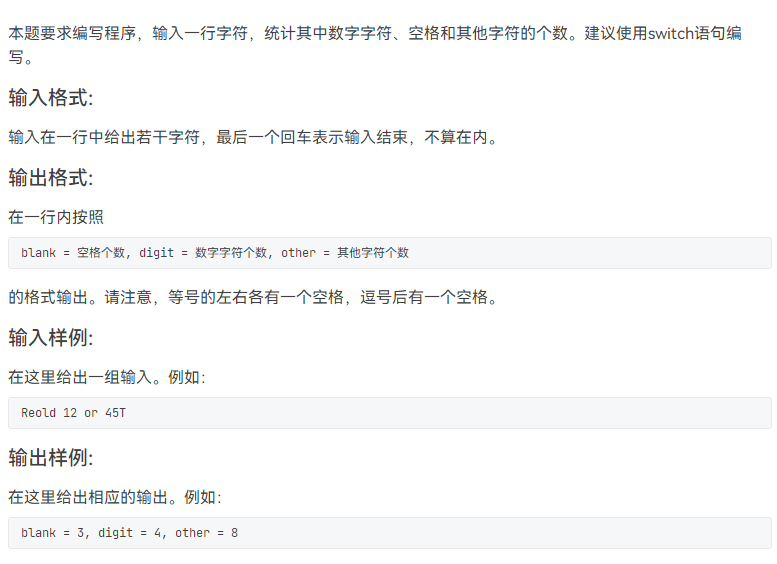 本题要求编写程序，输入一行字符，统计其中数字字符、空格和其他字符的个数。建议使用switch语句编
写。
输入格式:
输入在一行中给出若干字符，最后一个回车表示输入结束，不算在内。
输出格式:
在一行内按照
blank = 空格个数, digit = 数字字符个数, other = 其他字符个数
的格式输出。请注意，等号的左右各有一个空格，逗号后有一个空格。
输入样例:
在这里给出一组输入。例如：
Reold 12 or 45T
输出样例:
在这里给出相应的输出。例如：
blank = 3, digit = 4, other = 8